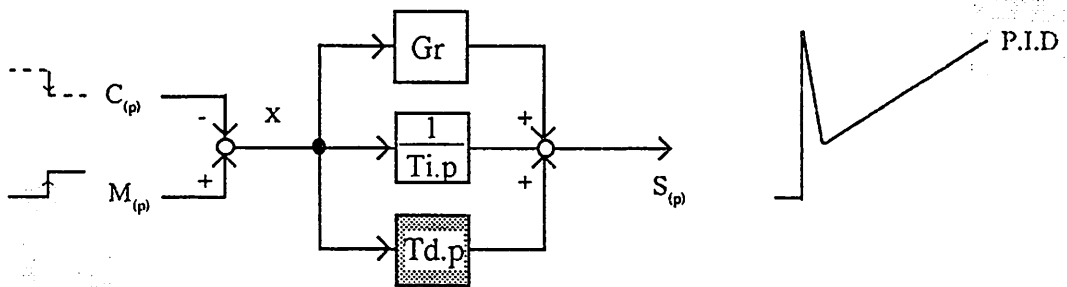 Gr
P.I.D
C(p)
-
x
+
1
Ti.p
+
M(p)
+
S(p)
Td.p